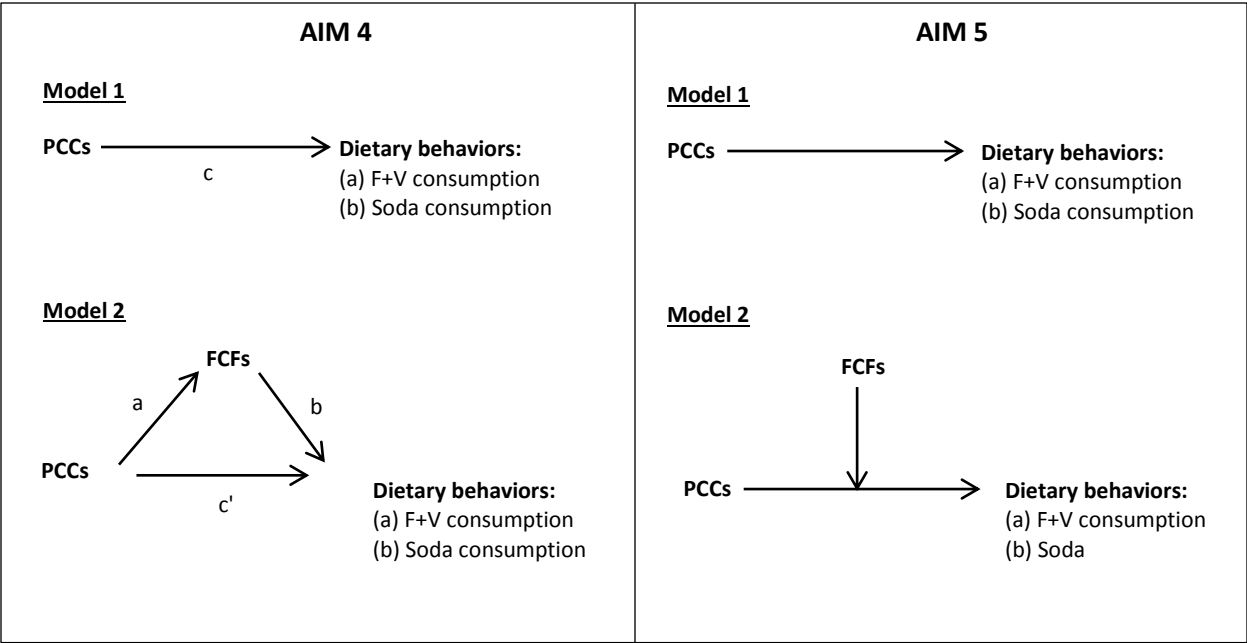 AIM 4
Model 1
PCCs
c
Dietary behaviors:
(a) F+V consumption
(b) Soda consumption
Model 2
FCFs
a
b
PCCs
c'
Dietary behaviors:
(a) F+V consumption
(b) Soda consumption
AIM 5
Model 1
PCCs
Dietary behaviors:
(a) F+V consumption
(b) Soda consumption
Model 2
FCFs
PCCs
Dietary behaviors:
(a) F+V consumption
(b) Soda